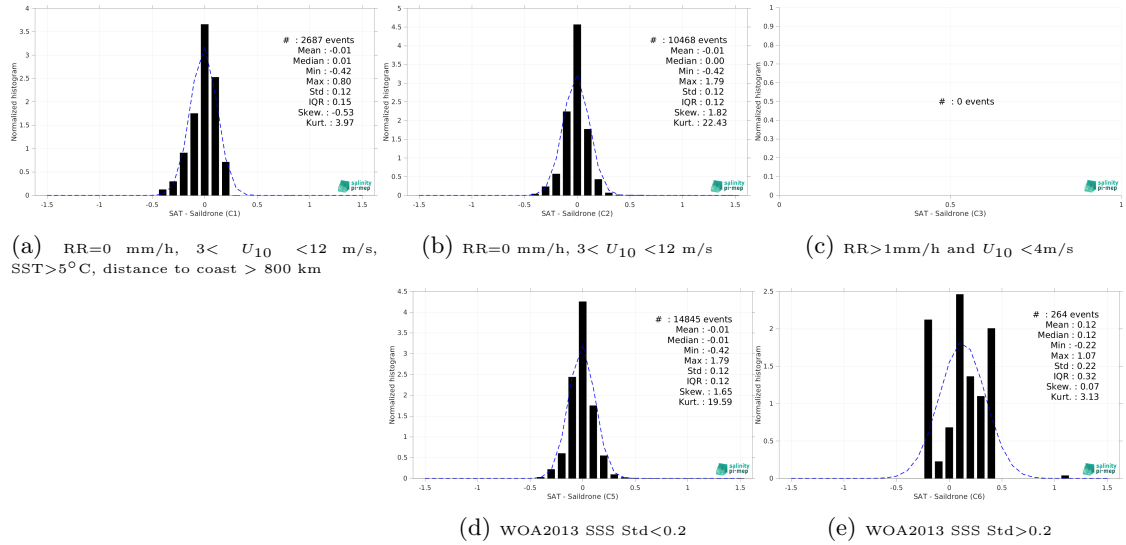 4
3.5
3
2.5
2
1.5
1
0.5
0
Normalized histogram
# : 2687 events
Mean : -0.01
Median : 0.01
Min : -0.42
Max : 0.80
Std : 0.12
IQR : 0.15
Skew. : -0.53
Kurt. : 3.97
salinity
pi-mep
-1.5 -1 -0.5 0 0.5 1 1.5
SAT - Saildrone (C1)
(a) RR=0 mm/h, 3< U10 <12 m/s,
SST>5°C, distance to coast > 800 km
5
4.5
4
3.5
3
2.5
2
1.5
1
0.5
0
Normalized histogram
# : 10468 events
Mean : -0.01
Median : 0.00
Min : -0.42
Max : 1.79
Std : 0.12
IQR : 0.12
Skew. : 1.82
Kurt. : 22.43
salinity
pi-mep
-1.5 -1 -0.5 0 0.5 1 1.5
SAT - Saildrone (C2)
(b) RR=0 mm/h, 3< U10 <12 m/s
1
0.9
0.8
0.7
0.6
0.5
0.4
0.3
0.2
0.1
0
Normalized histogram
# : 0 events
salinity
pi-mep
0 0.5 1
SAT - Saildrone (C3)
(c) RR>1mm/h and U10 <4m/s
4.5
4
3.5
3
2.5
2
1.5
1
0.5
0
Normalized histogram
# : 14845 events
Mean : -0.01
Median : -0.01
Min : -0.42
Max : 1.79
Std : 0.12
IQR : 0.12
Skew. : 1.65
Kurt. : 19.59
salinity
pi-mep
-1.5 -1 -0.5 0 0.5 1 1.5
SAT - Saildrone (C5)
(d) WOA2013 SSS Std<0.2
2.5
2
1.5
1
0.5
0
Normalized histogram
# : 264 events
Mean : 0.12
Median : 0.12
Min : -0.22
Max : 1.07
Std : 0.22
IQR : 0.32
Skew. : 0.07
Kurt. : 3.13
salinity
pi-mep
-1.5 -1 -0.5 0 0.5 1 1.5
SAT - Saildrone (C6)
(e) WOA2013 SSS Std>0.2